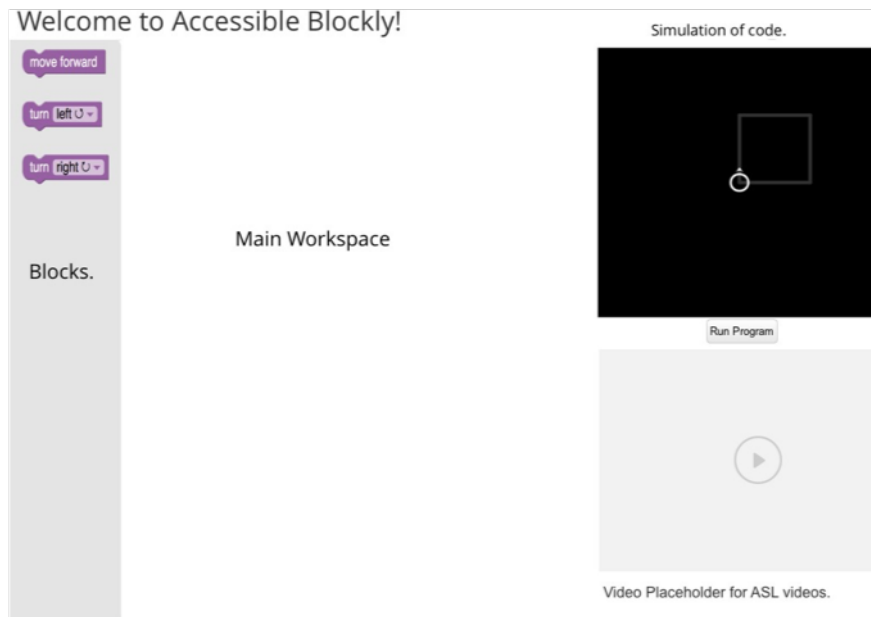 Welcome to Accessible Blockly!
Simulation of code.
move forward
turn left ↺
turn right ↻
Main Workspace
Blocks.
Run Program
Video Placeholder for ASL videos.